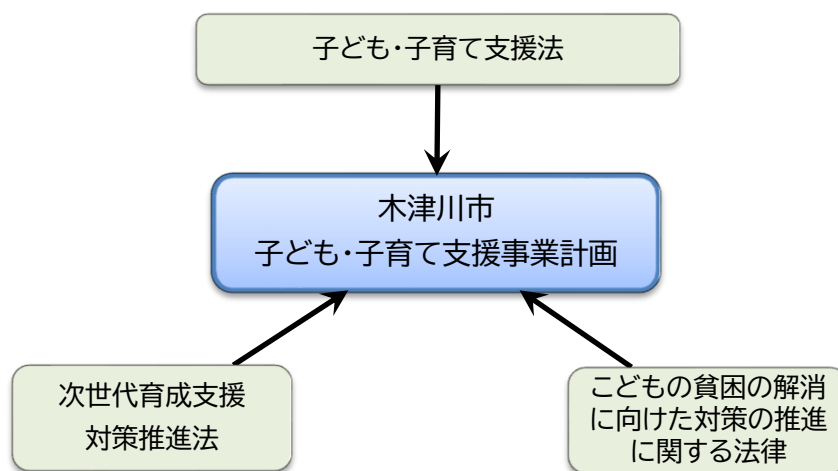 子ども・子育て支援法
木津川市
子ども・子育て支援事業計画
次世代育成支援
対策推進法
こどもの貧困の解消
に向けた対策の推進
に関する法律